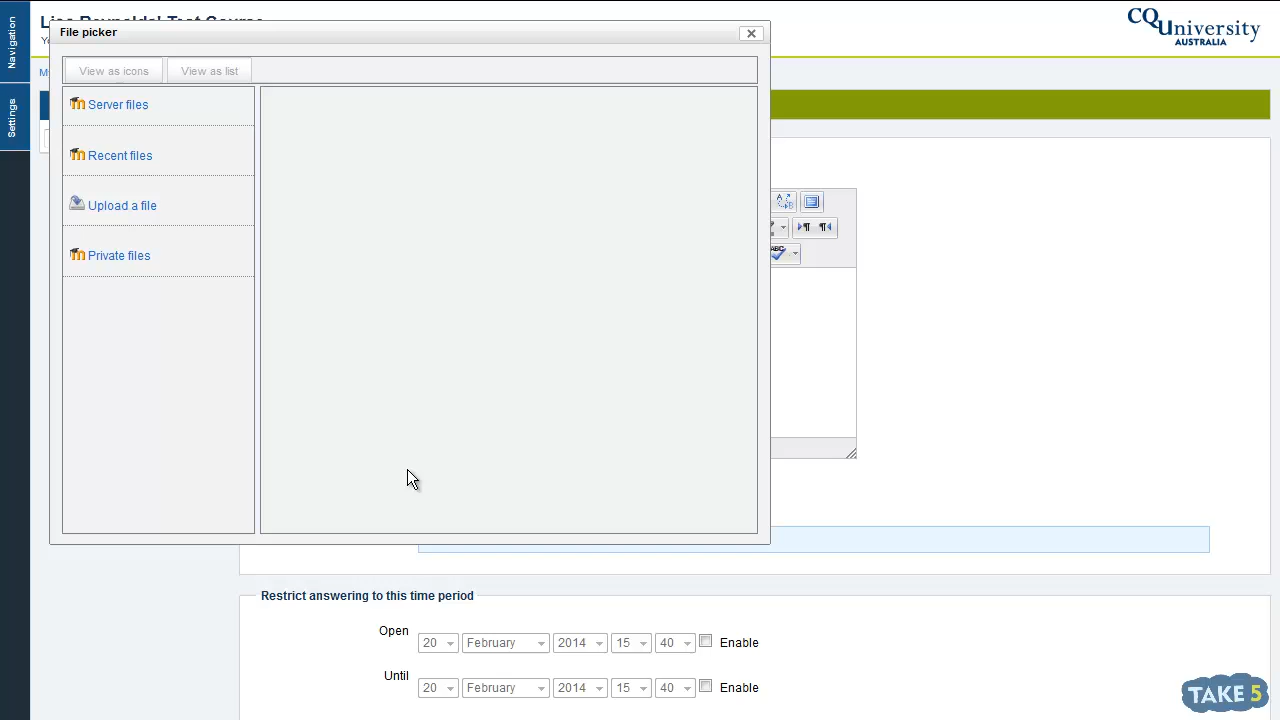 Navigation
Settings
File picker
CQUniversity
AUSTRALIA
View as icons
View as list
Server files
Recent files
Upload a file
Private files
ABC
Restrict answering to this time period
Open
20 February 2014 15 40 Enable
Until
20 February 2014 15 40 Enable
TAKE 5